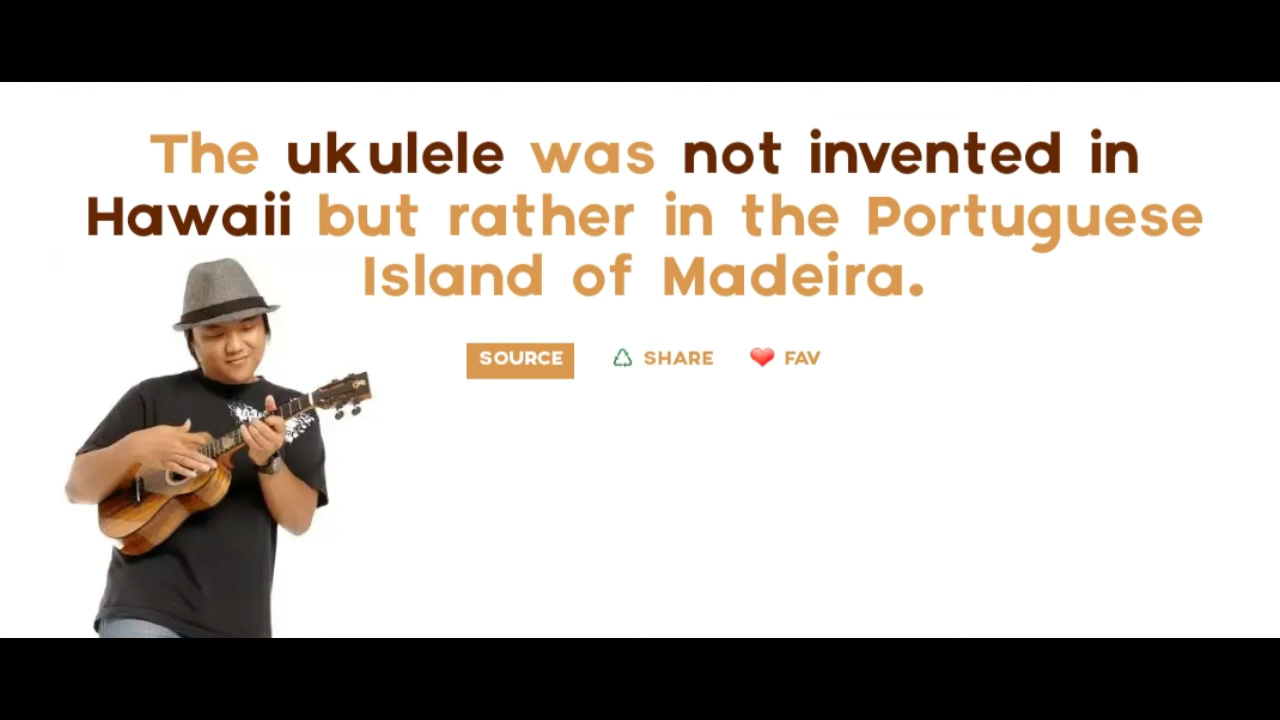 The ukulele was not invented in
Hawaii but rather in the Portuguese
Island of Madeira.
SOURCE SHARE FAV